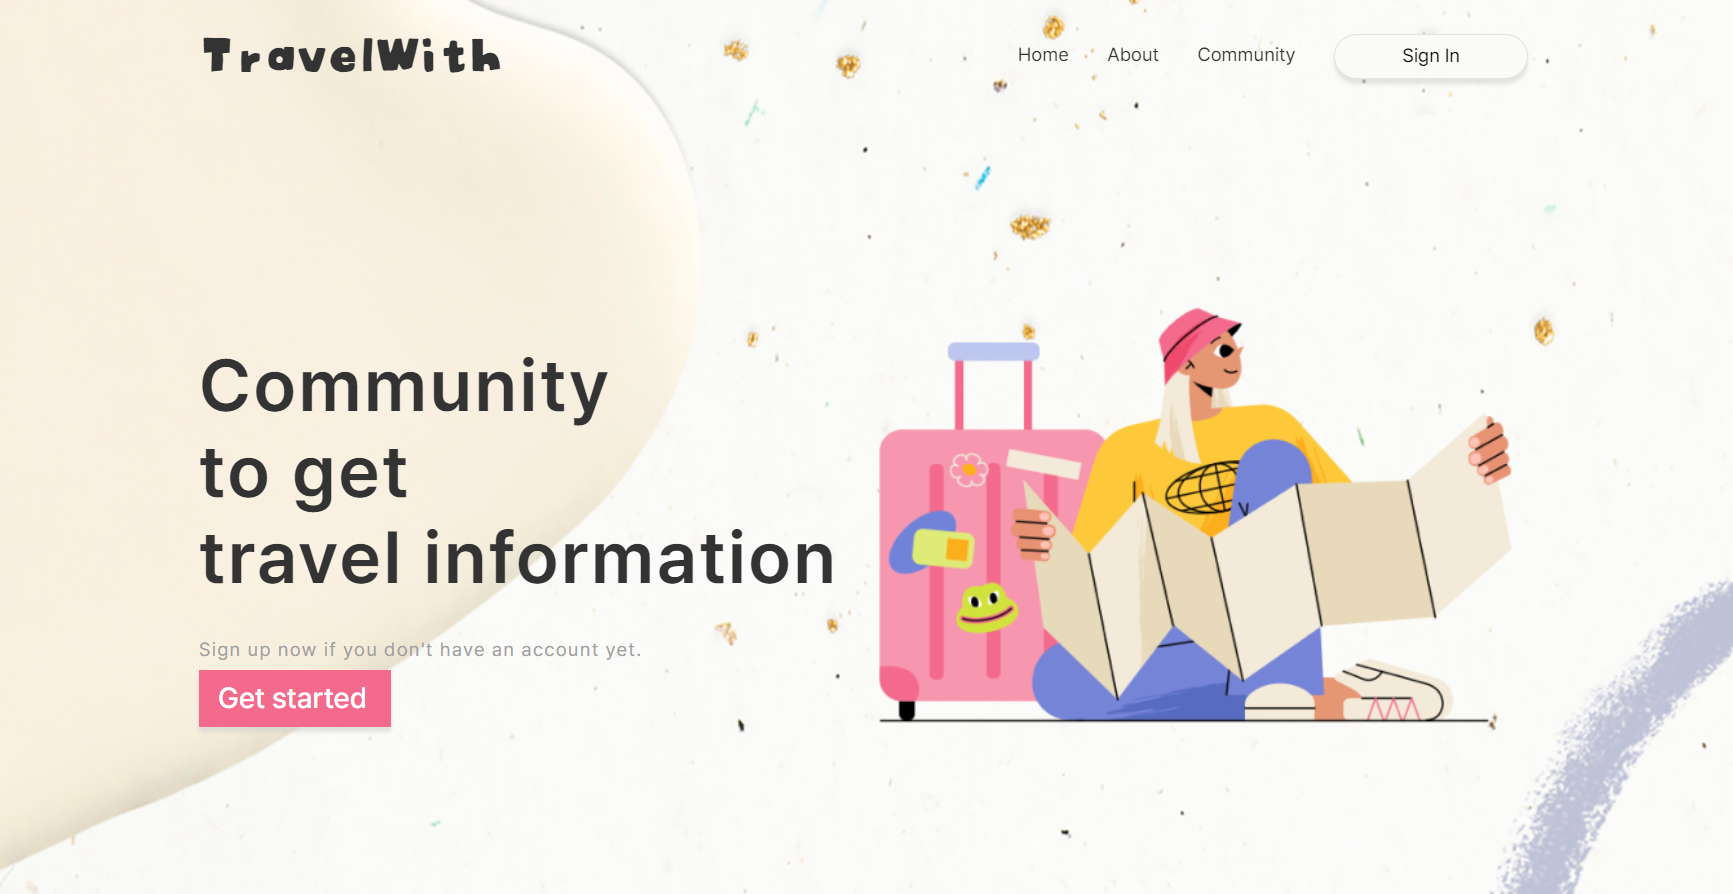 TravelWith
Home
About
Community
Sign In
Community
to get
travel information
Sign up now if you don't have an account yet.
Get started